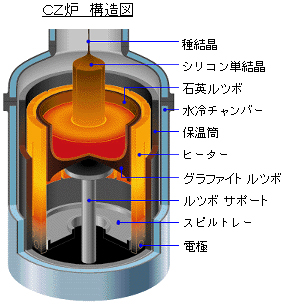 CZ炉 構造図
種結晶
シリコン単結晶
石英ルツボ
水冷チャンバー
保温筒
ヒーター
グラファイト ルツボ
ルツボ サポート
スピルトレー
電極